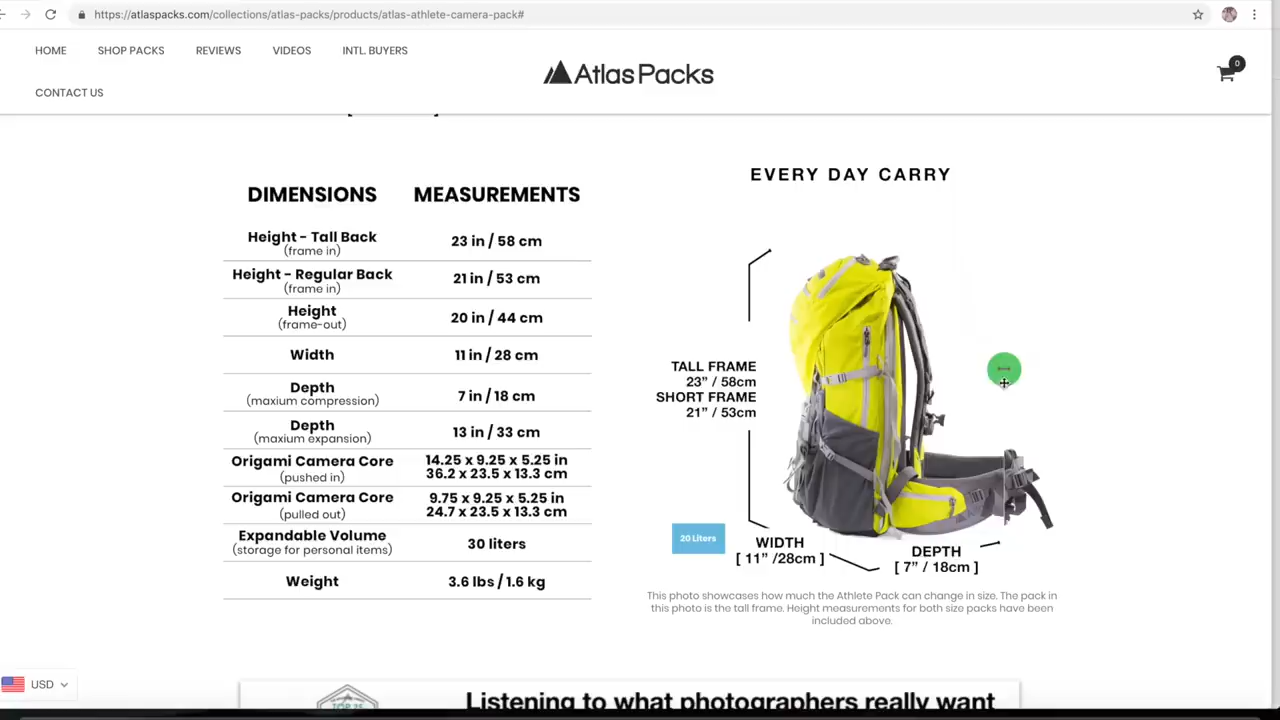 https://atlaspacks.com/collections/atlas-packs/products/atlas-athlete-camera-pack#
HOME SHOP PACKS REVIEWS VIDEOS INTL. BUYERS
CONTACT US
Atlas Packs
0
DIMENSIONS MEASUREMENTS
Height - Tall Back
(frame in)
23 in / 58 cm
Height - Regular Back
(frame in)
21 in / 53 cm
Height
(frame-out)
20 in / 44 cm
Width
11 in / 28 cm
Depth
(maxium compression)
7 in / 18 cm
Depth
(maxium expansion)
13 in / 33 cm
Origami Camera Core
(pushed in)
14.25 x 9.25 x 5.25 in
36.2 x 23.5 x 13.3 cm
Origami Camera Core
(pulled out)
9.75 x 9.25 x 5.25 in
24.7 x 23.5 x 13.3 cm
Expandable Volume
(storage for personal items)
30 liters
Weight
3.6 lbs / 1.6 kg
EVERY DAY CARRY
TALL FRAME
23” / 58cm
SHORT FRAME
21” / 53cm
20 Liters
WIDTH
[ 11” /28cm ]
DEPTH
[ 7” / 18cm ]
This photo showcases how much the Athlete Pack can change in size. The pack in
this photo is the tall frame. Height measurements for both size packs have been
included above.
USD
Listening to what photographers really want